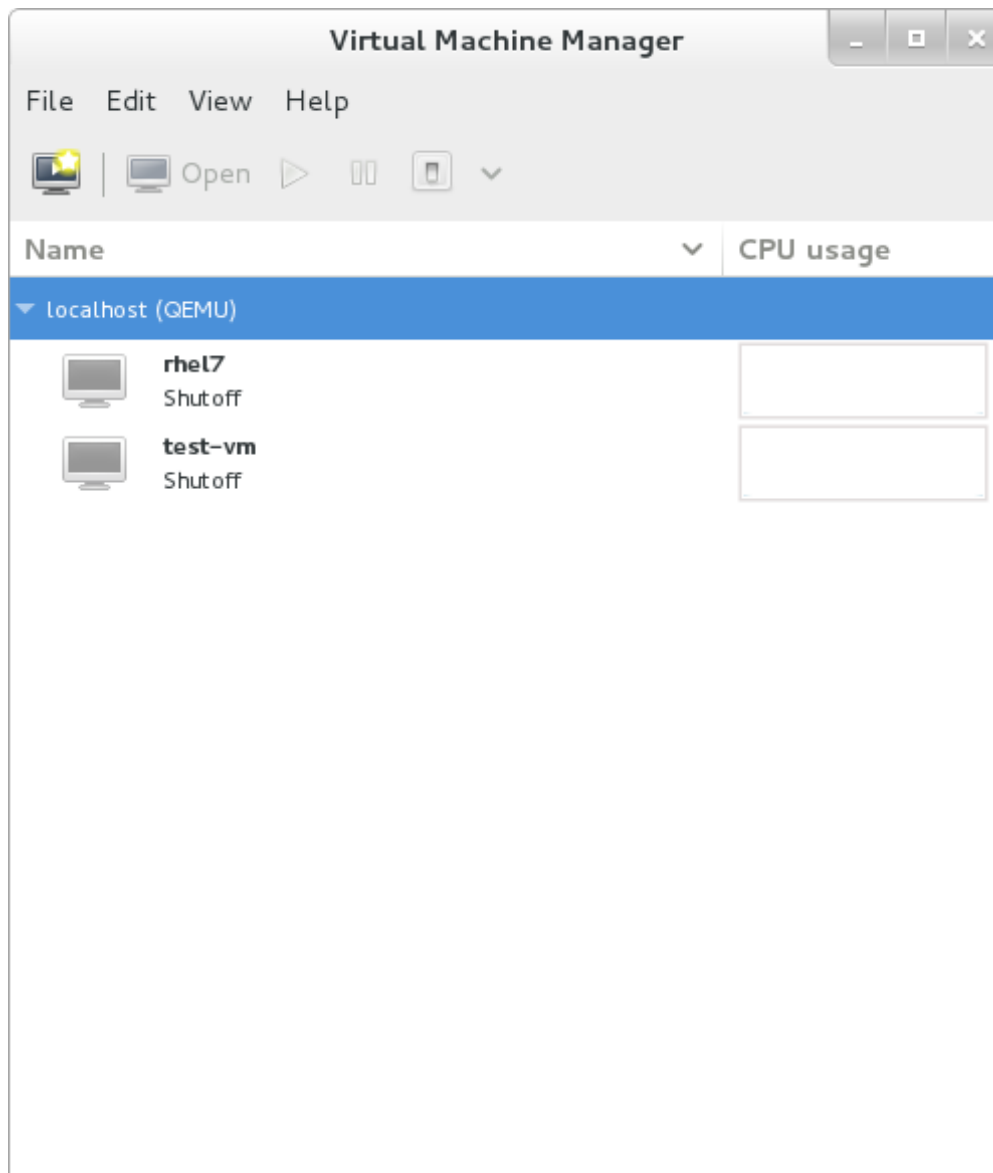 Virtual Machine Manager
File Edit View Help
Open
Name CPU usage
localhost (QEMU)
rhel7
Shutoff
test-vm
Shutoff